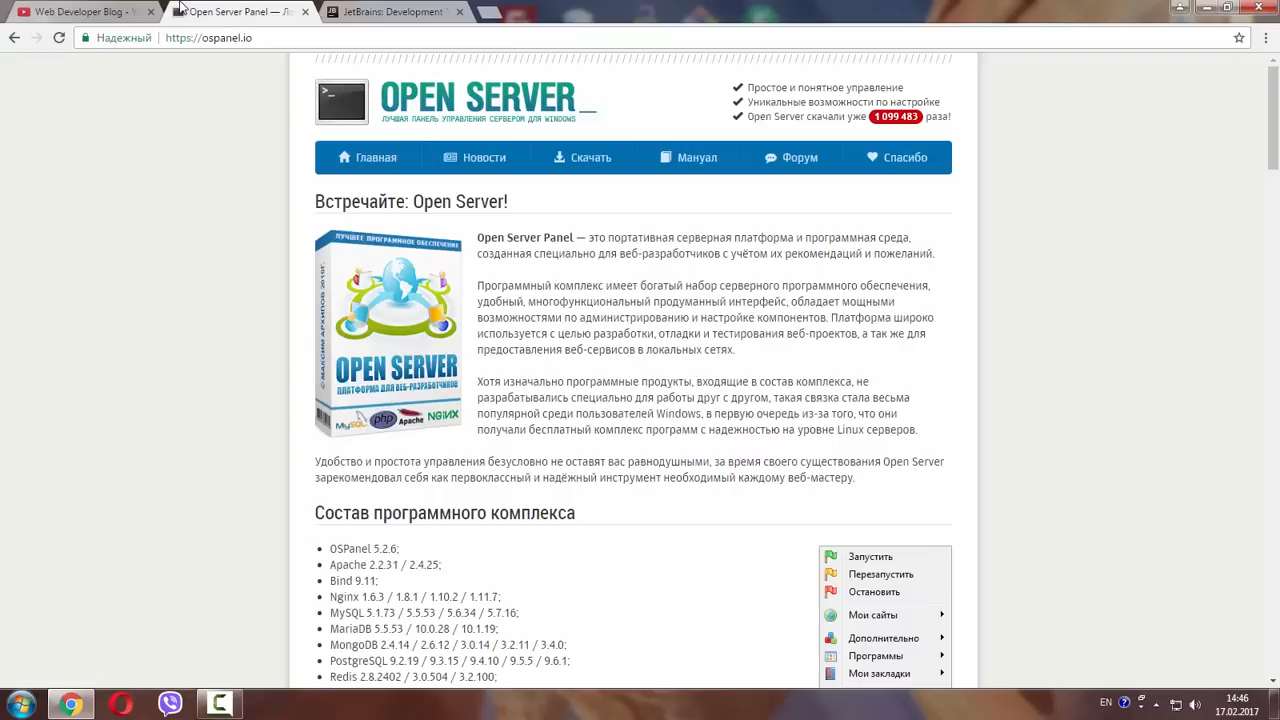 Web Developer Blog -
Open Server Panel — Л
JetBrains: Development T
Надежный
https://ospanel.io
>_
OPEN SERVER_
ЛУЧШАЯ ПАНЕЛЬ УПРАВЛЕНИЯ СЕРВЕРОМ ДЛЯ WINDOWS
Простое и понятное управление
Уникальные возможности по настройке
Open Server скачали уже 1 099 483 раза!
Главная
Новости
Скачать
Мануал
Форум
Спасибо
Встречайте: Open Server!
ЛУЧШЕЕ ПРОГРАММНОЕ ОБЕСПЕЧЕНИЕ
OPEN SERVER
ПЛАТФОРМА ДЛЯ ВЕБ-РАЗРАБОТЧИКОВ
MySQL php Apache NGINX
Open Server Panel — это портативная серверная платформа и программная среда,
созданная специально для веб-разработчиков с учётом их рекомендаций и пожеланий.
Программный комплекс имеет богатый набор серверного программного обеспечения,
удобный, многофункциональный продуманный интерфейс, обладает мощными
возможностями по администрированию и настройке компонентов. Платформа широко
используется с целью разработки, отладки и тестирования веб-проектов, а так же для
предоставления веб-сервисов в локальных сетях.
Хотя изначально программные продукты, входящие в состав комплекса, не
разрабатывались специально для работы друг с другом, такая связка стала весьма
популярной среди пользователей Windows, в первую очередь из-за того, что они
получали бесплатный комплекс программ с надежностью на уровне Linux серверов.
Удобство и простота управления безусловно не оставят вас равнодушными, за время своего существования Open Server
зарекомендовал себя как первоклассный и надёжный инструмент необходимый каждому веб-мастеру.
Состав программного комплекса
OSPanel 5.2.6;
Apache 2.2.31 / 2.4.25;
Bind 9.11;
Nginx 1.6.3 / 1.8.1 / 1.10.2 / 1.11.7;
MySQL 5.1.73 / 5.5.53 / 5.6.34 / 5.7.16;
MariaDB 5.5.53 / 10.0.28 / 10.1.19;
MongoDB 2.4.14 / 2.6.12 / 3.0.14 / 3.2.11 / 3.4.0;
PostgreSQL 9.2.19 / 9.3.15 / 9.4.10 / 9.5.5 / 9.6.1;
Redis 2.8.2402 / 3.0.504 / 3.2.100;
Запустить
Перезапустить
Остановить
Мои сайты
Дополнительно
Программы
Мои закладки
EN
14:46
17.02.2017